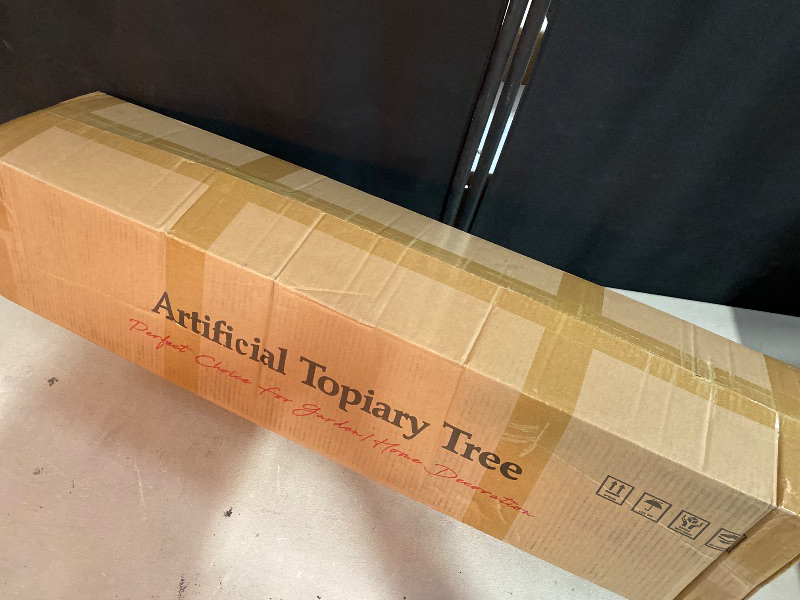 Artificial Topiary Tree
Perfect Choice for Garden/Home Decoration